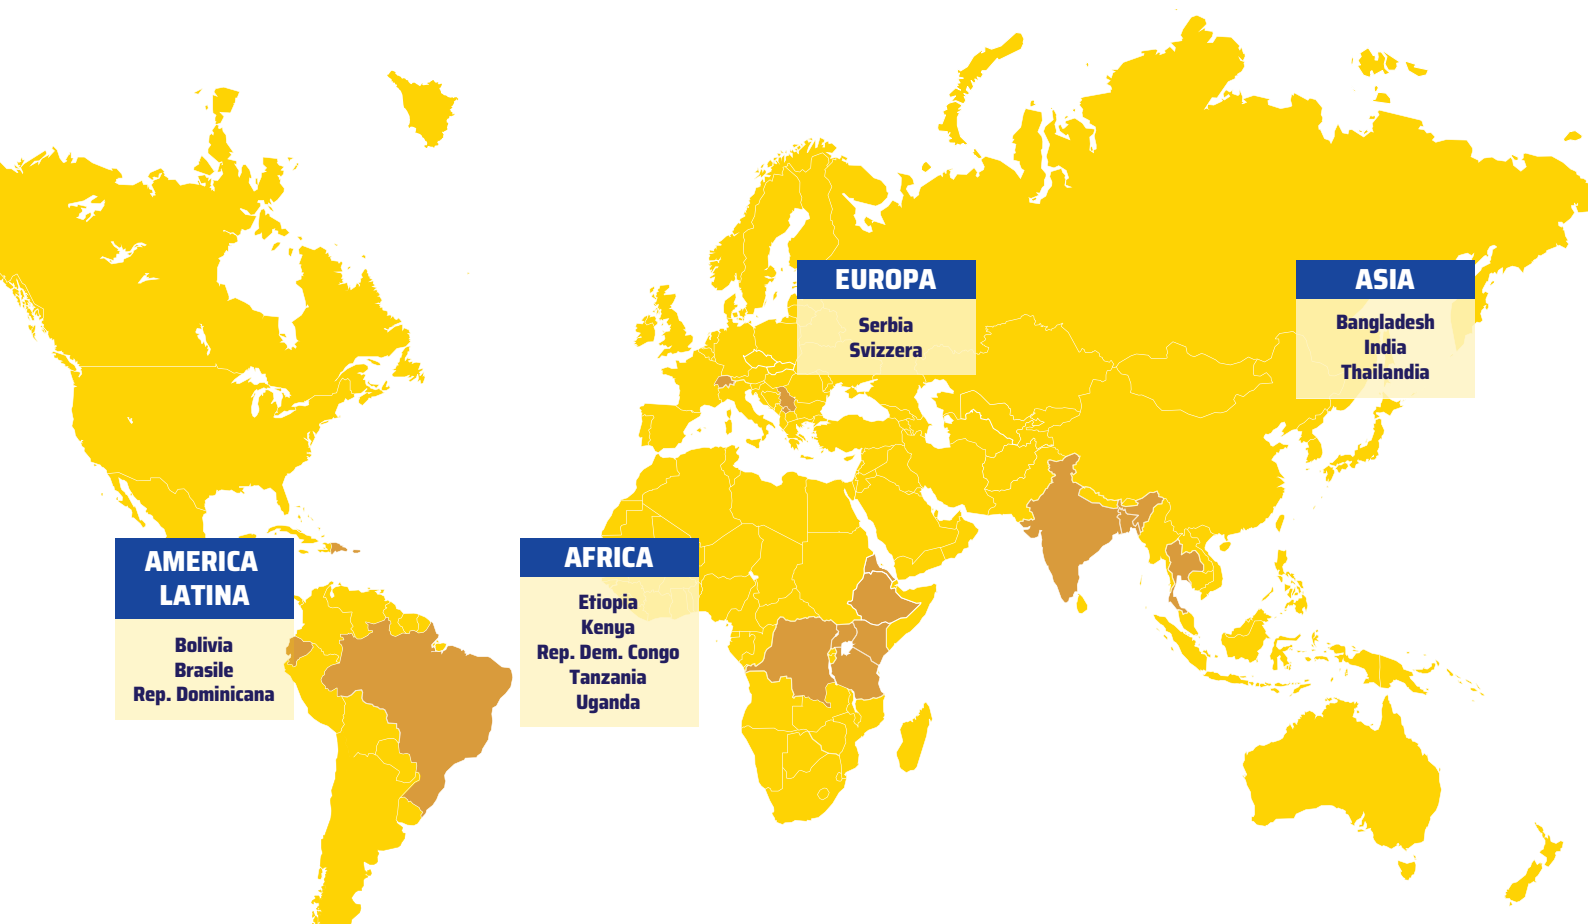 EUROPA
Serbia
Svizzera
ASIA
Bangladesh
India
Thailandia
AMERICA
LATINA
Bolivia
Brasile
Rep. Dominicana
AFRICA
Etiopia
Kenya
Rep. Dem. Congo
Tanzania
Uganda